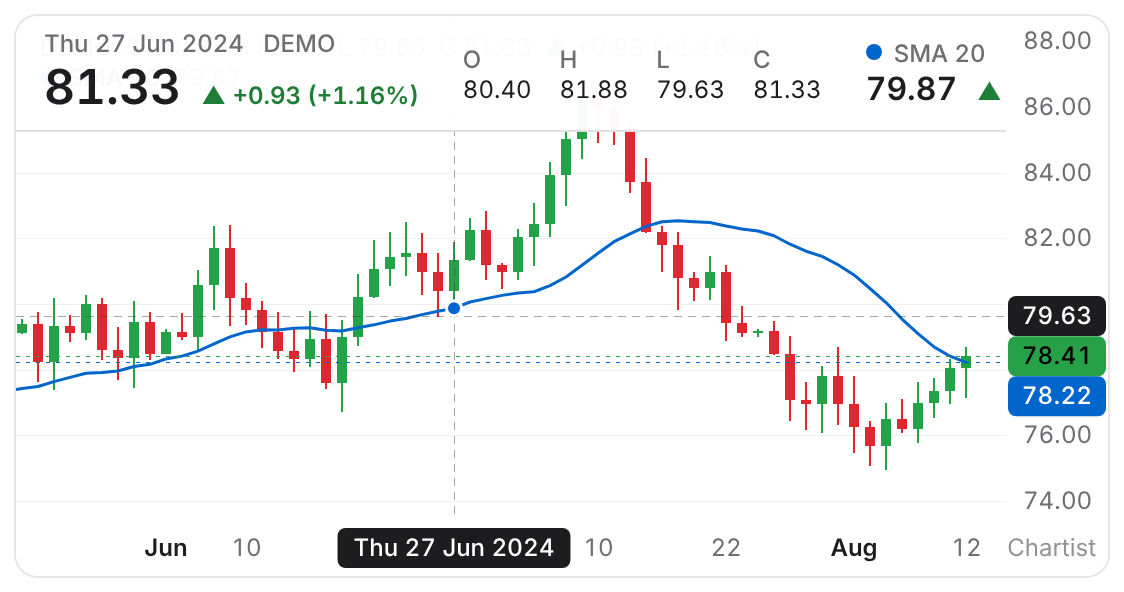 Thu 27 Jun 2024 DEMO
81.33 ▲ +0.93 (+1.16%)
O H L C
80.40 81.88 79.63 81.33
SMA 20
79.87 ▲
88.00
86.00
84.00
82.00
79.63
78.41
78.22
76.00
74.00
Jun 10 Thu 27 Jun 2024 10 22 Aug 12 Chartist